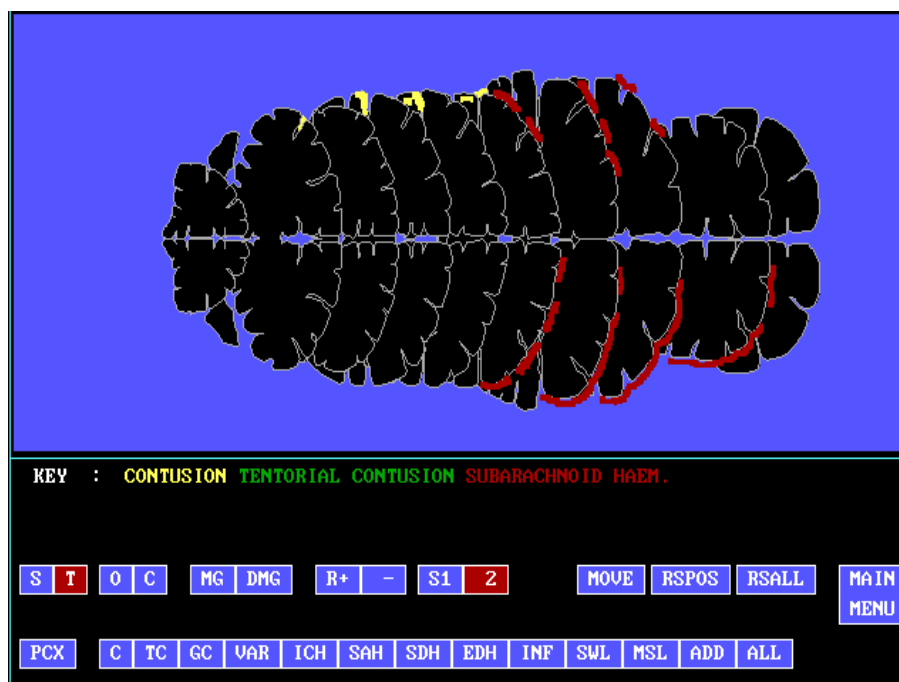 KEY : CONTUSION TENTORIAL CONTUSION SUBARACHNOID HAEM.
S T O C MG DMG R+ - S1 2 MOVE RSPOS RSALL MAIN
MENU
PCX C TC GC VAR ICH SAH SDH EDH INF SWL MSL ADD ALL